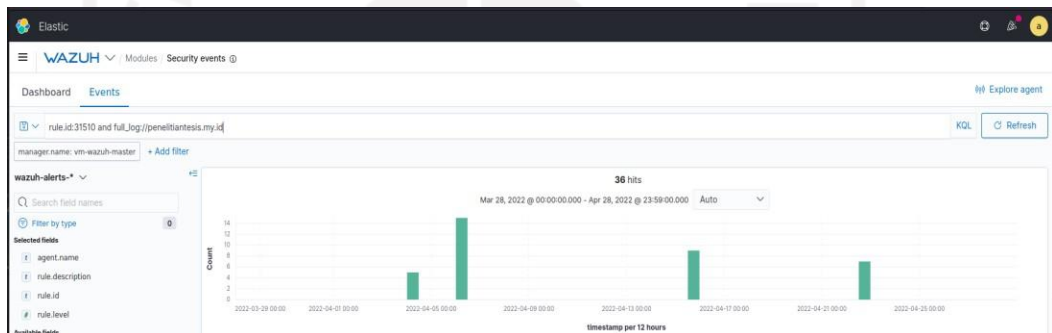 Elastic
a
WAZUH / Modules / Security events
Dashboard Events Explore agent
rule.id:31510 and full_log://penelitiantesis.my.id KQL Refresh
manager.name: vm-wazuh-master + Add filter
wazuh-alerts-*
Search field names
Filter by type 0
Selected fields
t agent.name
t rule.description
t rule.id
# rule.level
Available fields
36 hits
Mar 28, 2022 @ 00:00:00.000 - Apr 28, 2022 @ 23:59:00.000 Auto
Count
14
12
10
8
6
4
2
0
2022-03-29 00:00 2022-04-01 00:00 2022-04-05 00:00 2022-04-09 00:00 2022-04-13 00:00 2022-04-17 00:00 2022-04-21 00:00 2022-04-25 00:00
timestamp per 12 hours